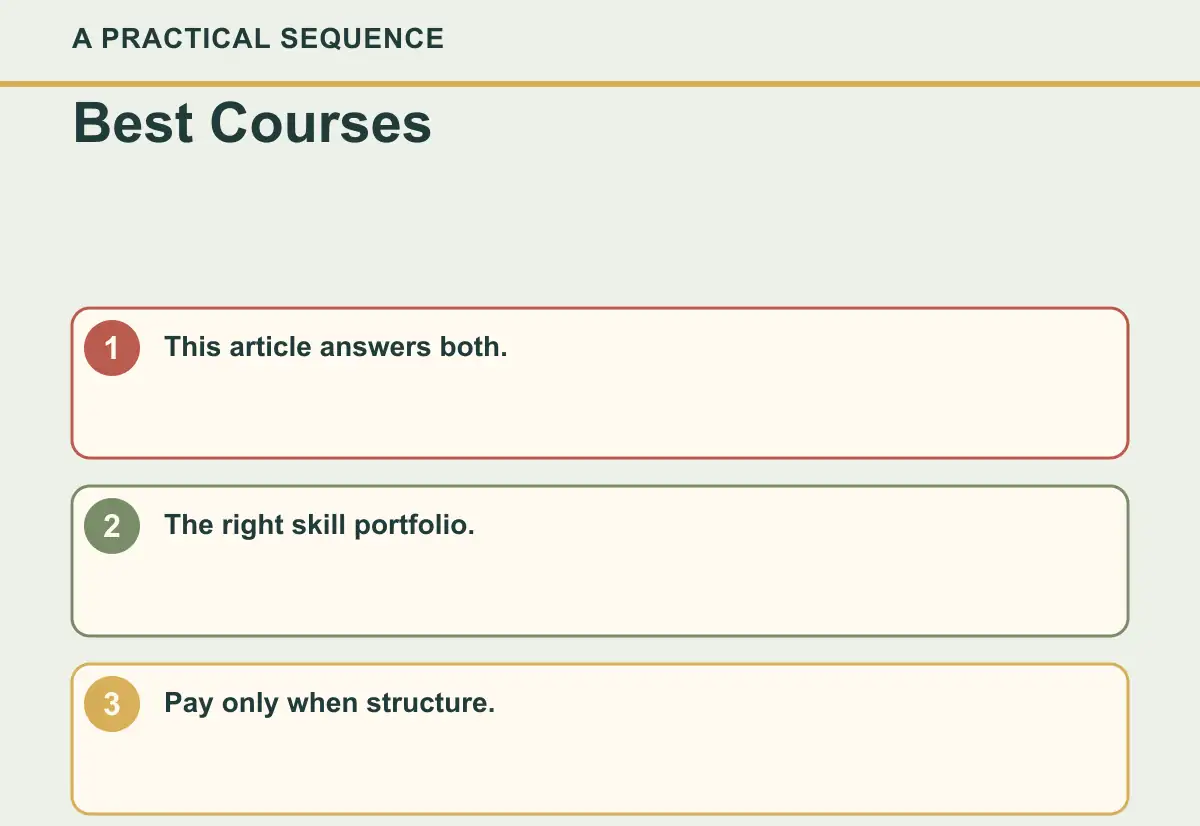 A PRACTICAL SEQUENCE
Best Courses
1 This article answers both.
2 The right skill portfolio.
3 Pay only when structure.